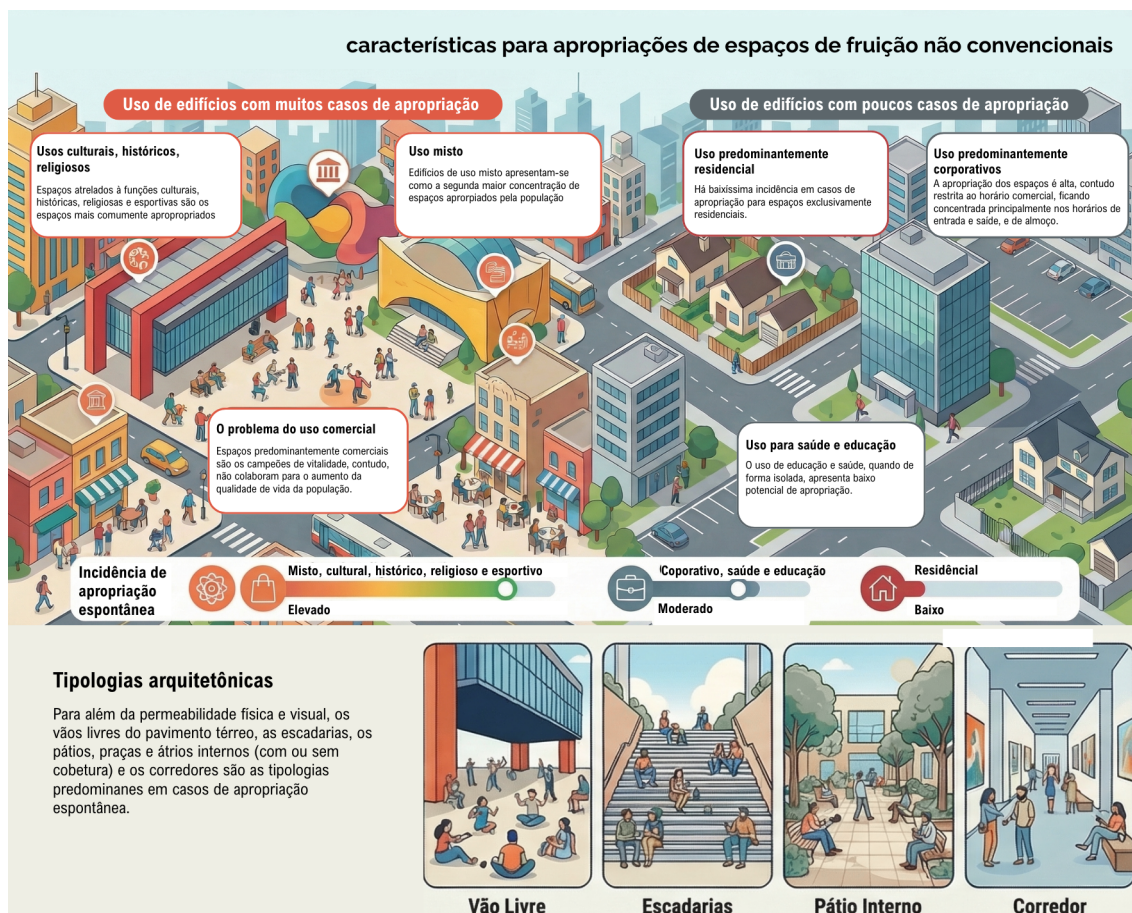 características para apropriações de espaços de fruição não convencionais
Uso de edifícios com muitos casos de apropriação
Uso de edifícios com poucos casos de apropriação
Usos culturais, históricos,
religiosos
Espaços atrelados à funções culturais,
históricas, religiosas e esportivas são os
espaços mais comumente apropropriados
Uso misto
Edifícios de uso misto apresentam-se
como a segunda maior concentração de
espaços aprorpiados pela população
Uso predominantemente
residencial
Há baixíssima incidência em casos de
apropriação para espaços exclusivamente
residenciais.
Uso predominantemente
corporativos
A apropriação dos espaços é alta, contudo
restrita ao horário comercial, ficando
concentrada principalmente nos horários de
entrada e saíde, e de almoço.
O problema do uso comercial
Espaços predominantemente comerciais
são os campeões de vitalidade, contudo,
não colaboram para o aumento da
qualidade de vida da população.
Uso para saúde e educação
O uso de educação e saúde, quando de
forma isolada, apresenta baixo
potencial de apropriação.
Incidência de
apropriação
espontânea
Misto, cultural, histórico, religioso e esportivo
Elevado
'Coporativo, saúde e educação
Moderado
Residêncial
Baixo
Tipologias arquitetônicas
Para além da permeabilidade física e visual, os
vãos livres do pavimento térreo, as escadarias, os
pátios, praças e átrios internos (com ou sem
cobetura) e os corredores são as tipologias
predominanes em casos de apropriação
espontânea.
Vão Livre
Escadarias
Pátio Interno
Corredor